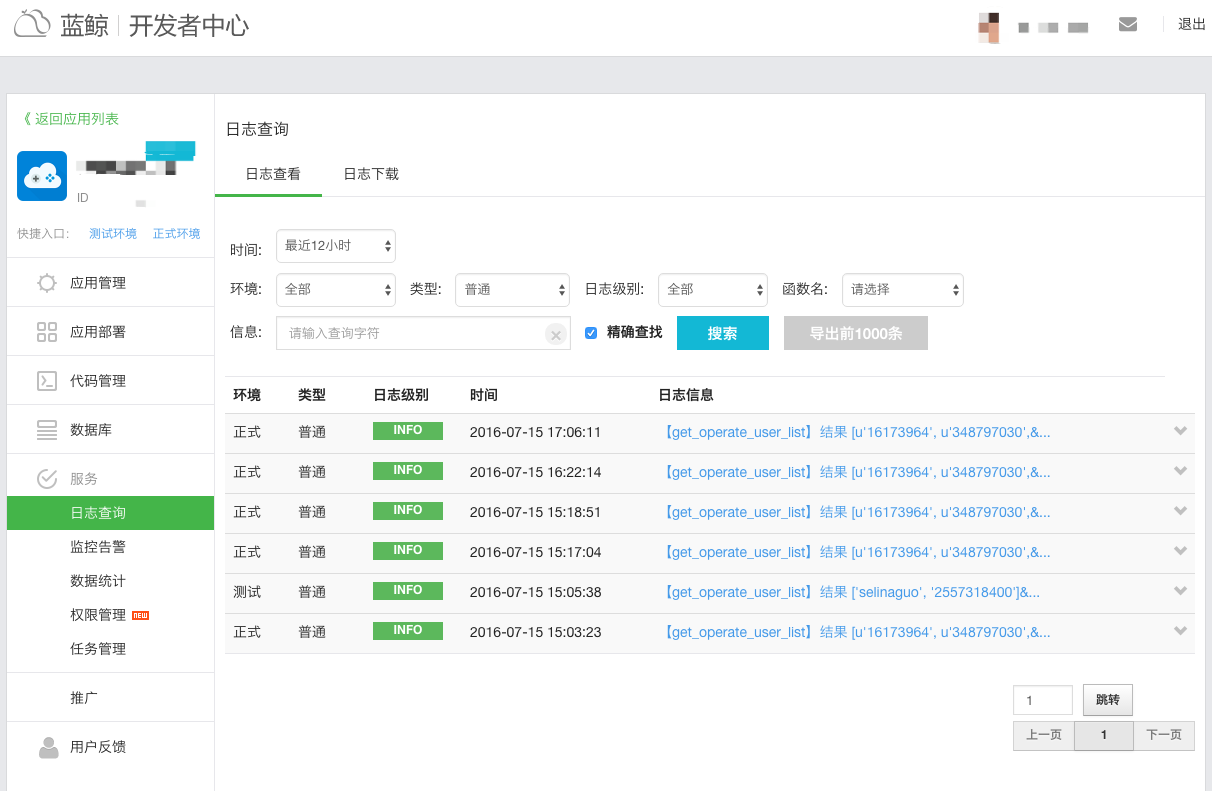 蓝鲸 开发者中心
退出
《 返回应用列表
ID
快捷入口: 测试环境 正式环境
应用管理
应用部署
代码管理
数据库
服务
日志查询
监控告警
数据统计
权限管理 NEW
任务管理
推广
用户反馈
日志查询
日志查看 日志下载
时间: 最近12小时
环境: 全部 类型: 普通 日志级别: 全部 函数名: 请选择
信息: 请输入查询字符 精确查找 搜索 导出前1000条
环境 类型 日志级别 时间 日志信息
正式 普通 INFO 2016-07-15 17:06:11 【get_operate_user_list】结果 [u'16173964', u'348797030',&...
正式 普通 INFO 2016-07-15 16:22:14 【get_operate_user_list】结果 [u'16173964', u'348797030',&...
正式 普通 INFO 2016-07-15 15:18:51 【get_operate_user_list】结果 [u'16173964', u'348797030',&...
正式 普通 INFO 2016-07-15 15:17:04 【get_operate_user_list】结果 [u'16173964', u'348797030',&...
测试 普通 INFO 2016-07-15 15:05:38 【get_operate_user_list】结果 ['selinaguo', '2557318400']&...
正式 普通 INFO 2016-07-15 15:03:23 【get_operate_user_list】结果 [u'16173964', u'348797030',&...
1 跳转
上一页 1 下一页